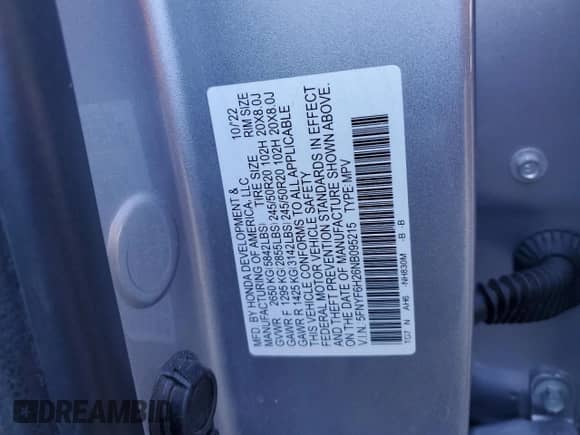 MFD. BY HONDA DEVELOPMENT & 10/22
MANUFACTURING OF AMERICA, LLC
TIRE SIZE RIM SIZE
GVWR 2650 KG(5842LBS)
GAWR F 1295 KG(2855LBS) 245/50R20 102H 20X8.0J
GAWR R 1425 KG(3142LBS) 245/50R20 102H 20X8.0J
THIS VEHICLE CONFORMS TO ALL APPLICABLE
FEDERAL MOTOR VEHICLE SAFETY
AND THEFT PREVENTION STANDARDS IN EFFECT
ON THE DATE OF MANUFACTURE SHOWN ABOVE.
V.I.N. 5FNYF6H26NB095215 TYPE:MPV
TG7 N AH6 NH830M -B -B
DREAMBID